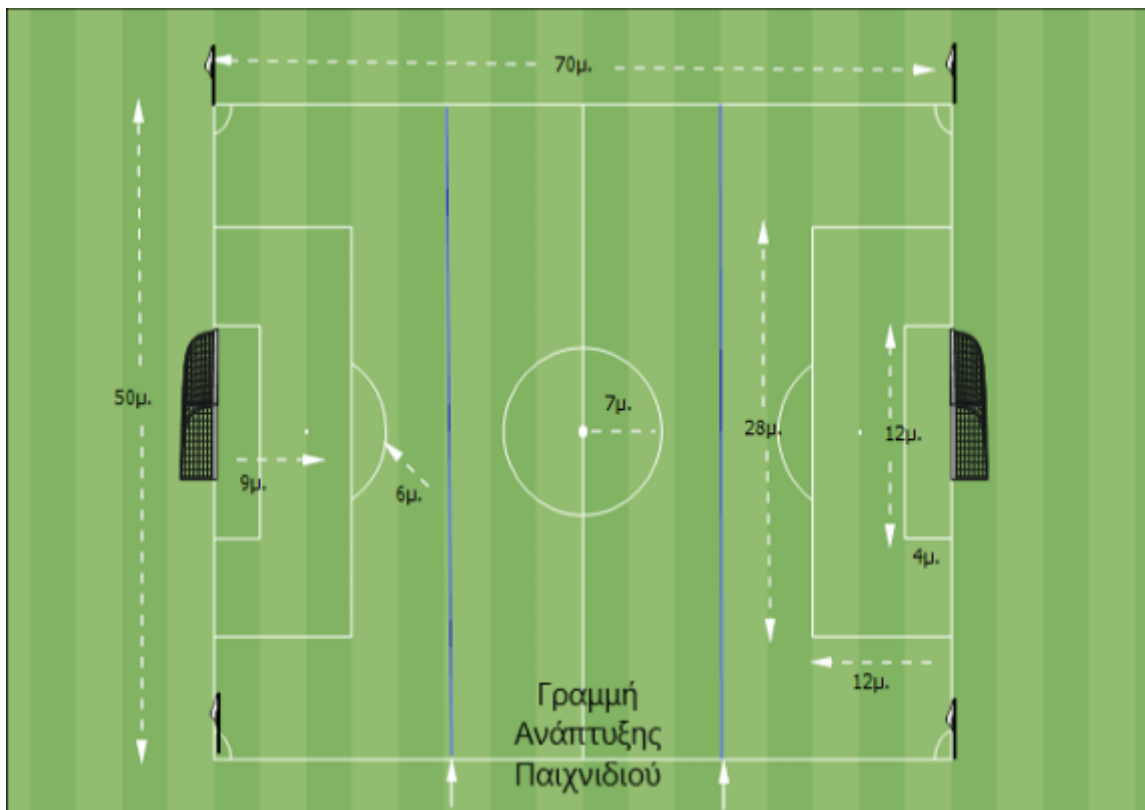 70μ.
50μ.
7μ.
28μ.
12μ.
9μ.
6μ.
4μ.
12μ.
Γραμμή
Ανάπτυξης
Παιχνιδιού